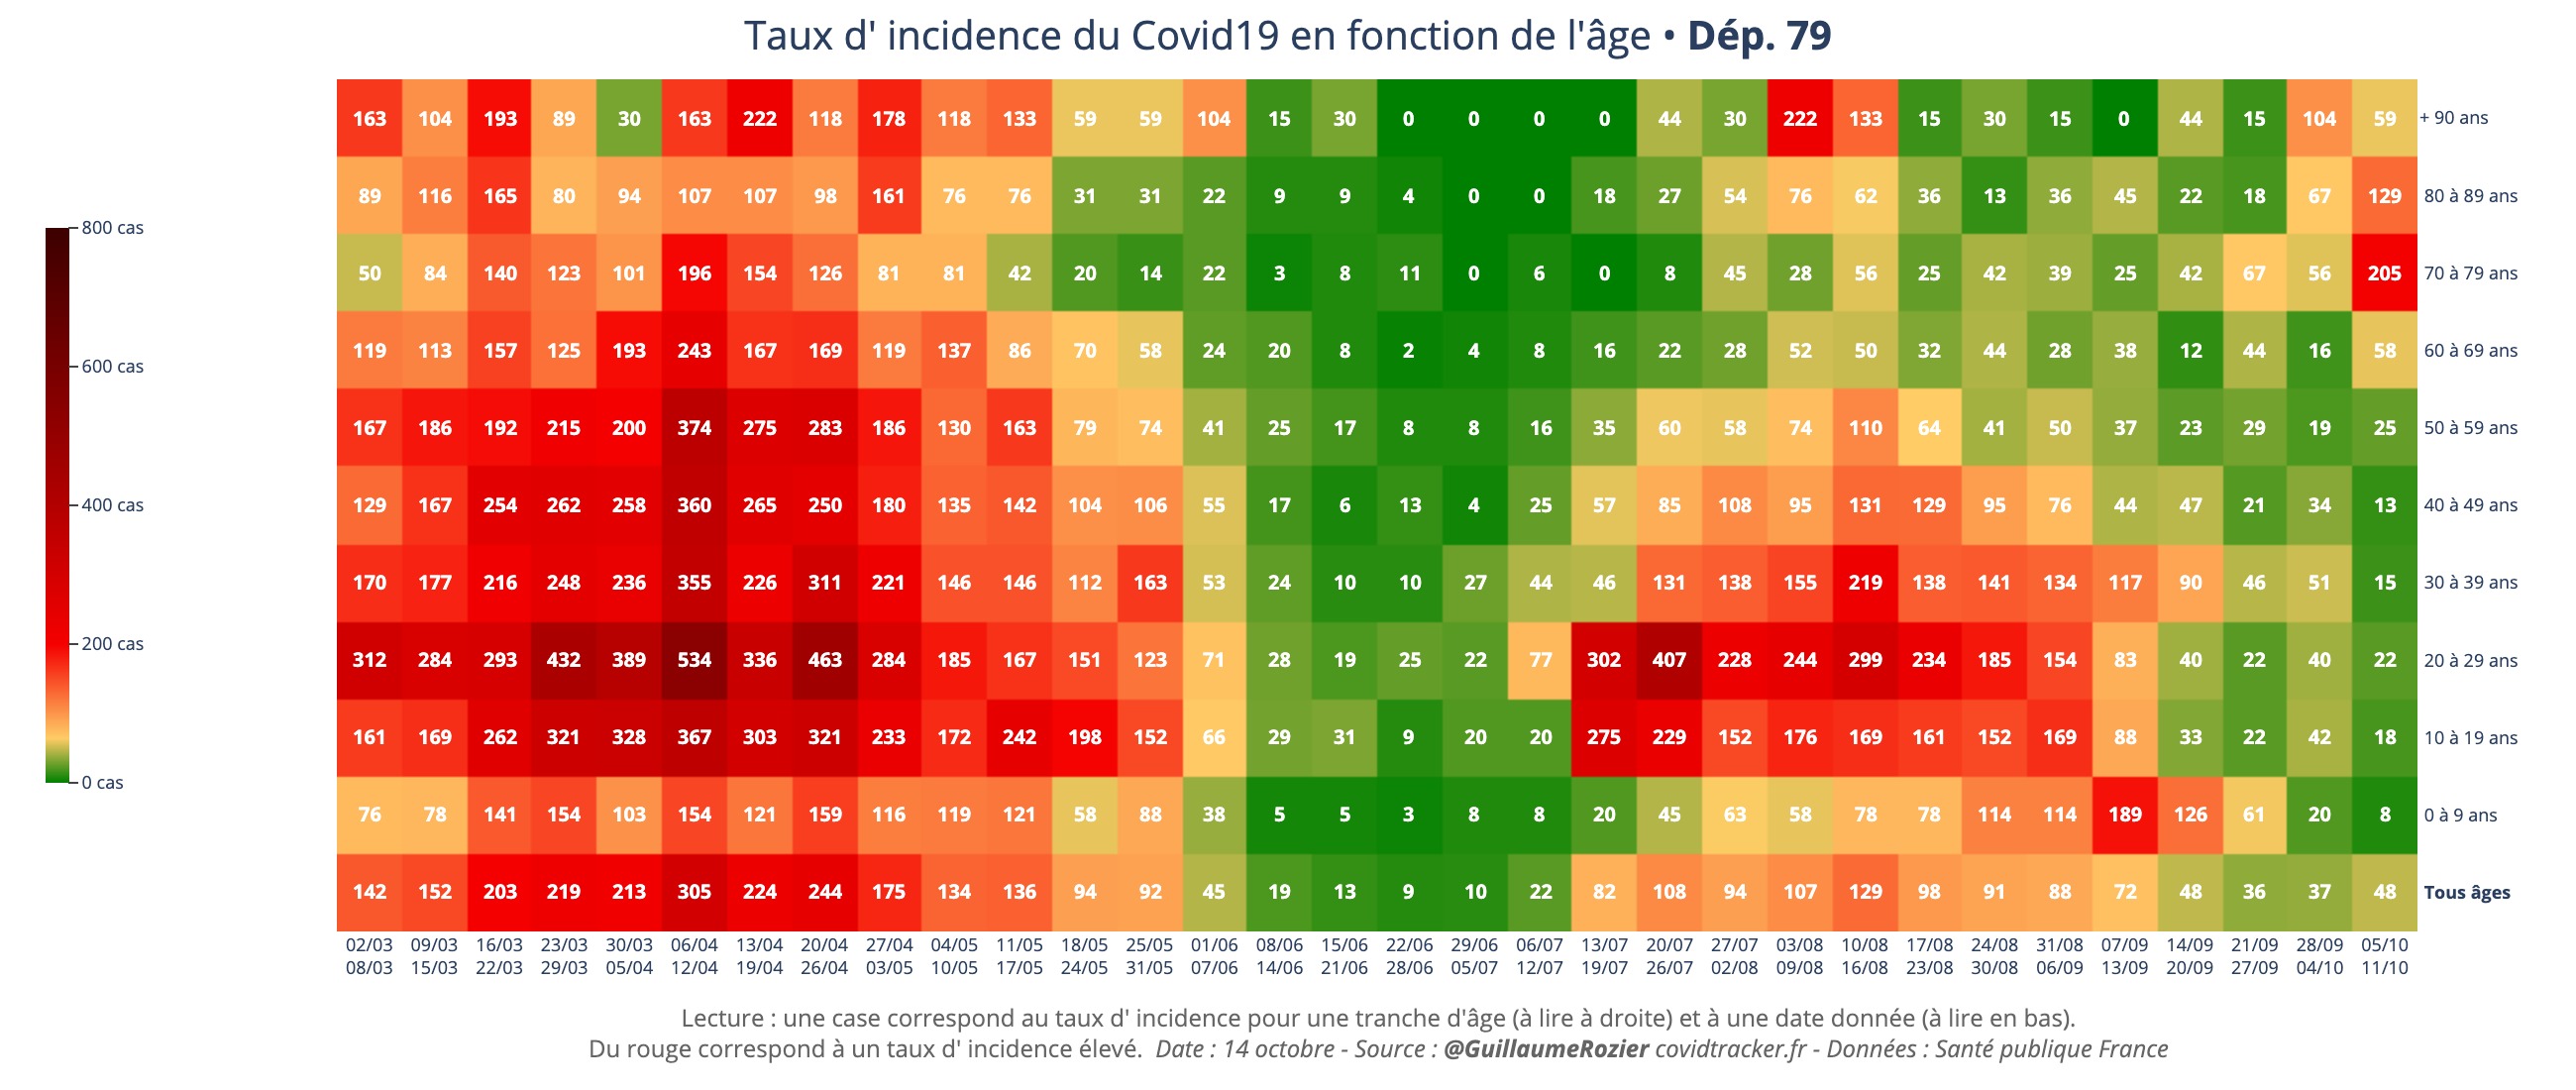 Taux d' incidence du Covid19 en fonction de l'âge • Dép. 79
800 cas
600 cas
400 cas
200 cas
0 cas
163 104 193 89 30 163 222 118 178 118 133 59 59 104 15 30 0 0 0 0 44 30 222 133 15 30 15 0 44 15 104 59 + 90 ans
89 116 165 80 94 107 107 98 161 76 76 31 31 22 9 9 4 0 0 18 27 54 76 62 36 13 36 45 22 18 67 129 80 à 89 ans
50 84 140 123 101 196 154 126 81 81 42 20 14 22 3 8 11 0 6 0 8 45 28 56 25 42 39 25 42 67 56 205 70 à 79 ans
119 113 157 125 193 243 167 169 119 137 86 70 58 24 20 8 2 4 8 16 22 28 52 50 32 44 28 38 12 44 16 58 60 à 69 ans
167 186 192 215 200 374 275 283 186 130 163 79 74 41 25 17 8 8 16 35 60 58 74 110 64 41 50 37 23 29 19 25 50 à 59 ans
129 167 254 262 258 360 265 250 180 135 142 104 106 55 17 6 13 4 25 57 85 108 95 131 129 95 76 44 47 21 34 13 40 à 49 ans
170 177 216 248 236 355 226 311 221 146 146 112 163 53 24 10 10 27 44 46 131 138 155 219 138 141 134 117 90 46 51 15 30 à 39 ans
312 284 293 432 389 534 336 463 284 185 167 151 123 71 28 19 25 22 77 302 407 228 244 299 234 185 154 83 40 22 40 22 20 à 29 ans
161 169 262 321 328 367 303 321 233 172 242 198 152 66 29 31 9 20 20 275 229 152 176 169 161 152 169 88 33 22 42 18 10 à 19 ans
76 78 141 154 103 154 121 159 116 119 121 58 88 38 5 5 3 8 8 20 45 63 58 78 78 114 114 189 126 61 20 8 0 à 9 ans
142 152 203 219 213 305 224 244 175 134 136 94 92 45 19 13 9 10 22 82 108 94 107 129 98 91 88 72 48 36 37 48 Tous âges
02/03 09/03 16/03 23/03 30/03 06/04 13/04 20/04 27/04 04/05 11/05 18/05 25/05 01/06 08/06 15/06 22/06 29/06 06/07 13/07 20/07 27/07 03/08 10/08 17/08 24/08 31/08 07/09 14/09 21/09 28/09 05/10
08/03 15/03 22/03 29/03 05/04 12/04 19/04 26/04 03/05 10/05 17/05 24/05 31/05 07/06 14/06 21/06 28/06 05/07 12/07 19/07 26/07 02/08 09/08 16/08 23/08 30/08 06/09 13/09 20/09 27/09 04/10 11/10
Lecture : une case correspond au taux d' incidence pour une tranche d'âge (à lire à droite) et à une date donnée (à lire en bas).
Du rouge correspond à un taux d' incidence élevé. Date : 14 octobre - Source : @GuillaumeRozier covidtracker.fr - Données : Santé publique France